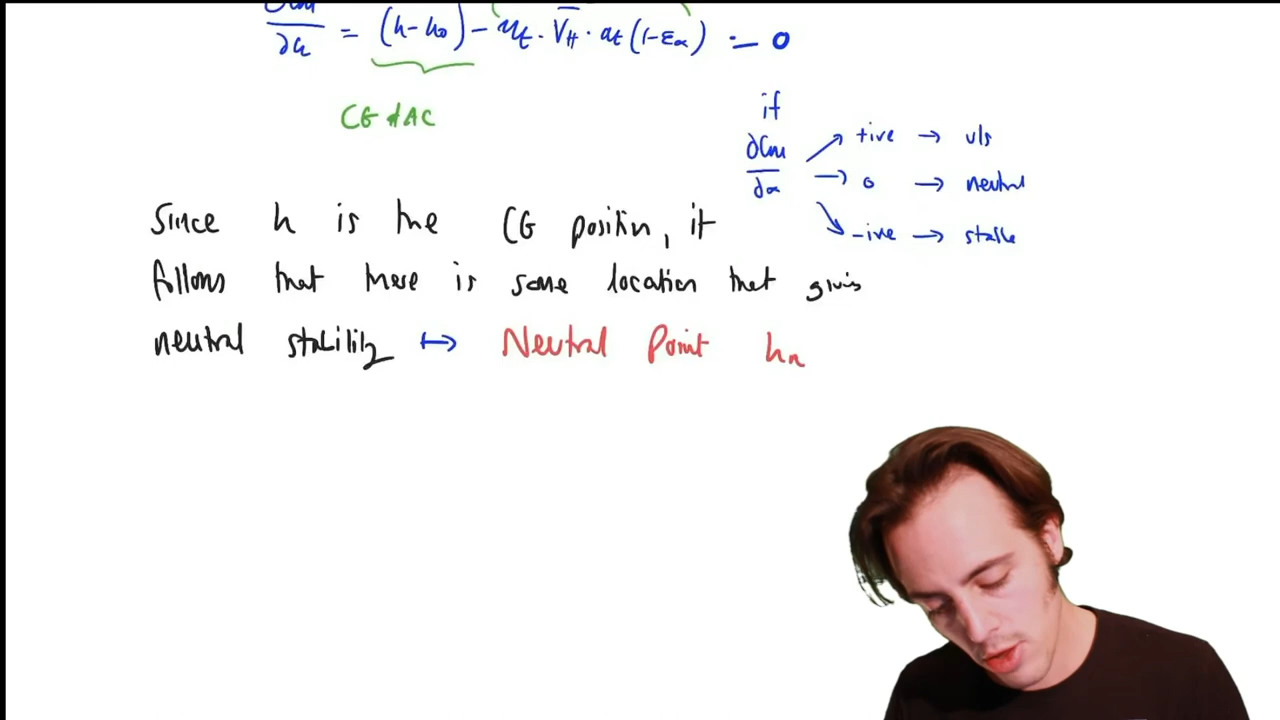 ∂Cm/∂α = (h-h₀) - ηt · V̄H · at (1-εα) = 0
CG & AC
if
∂Cm/∂α
+ive → u/s
0 → neutral
-ive → stable
Since h is the CG position, it
follows that there is some location that gives
neutral stability ↔ Neutral Point hn